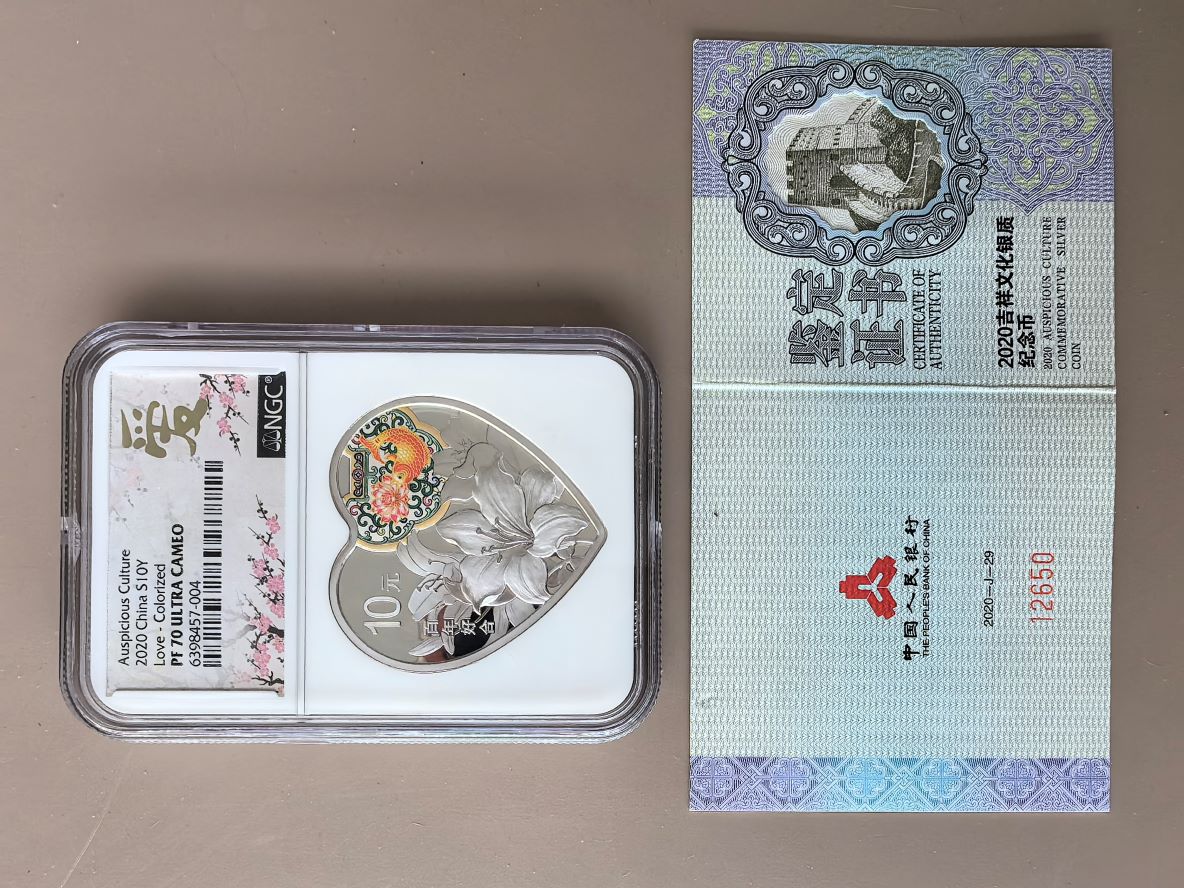 Auspicious Culture
2020 China S10Y
Love - Colorized
PF 70 ULTRA CAMEO
6398457-004
爱
NGC®
10元
百年好合
鉴定
证书
CERTIFICATE OF
AUTHENTICITY
2020吉祥文化银质
纪念币
2020 AUSPICIOUS CULTURE
COMMEMORATIVE SILVER
COIN
中国人民银行
THE PEOPLE'S BANK OF CHINA
2020—J—29
12650